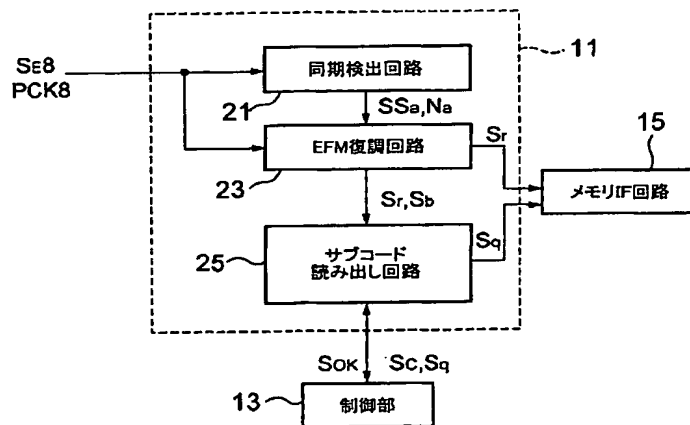 SE8
PCK8
11
同期検出回路
21
SSa,Na
EFM復調回路
23
Sr
15
メモリIF回路
Sr,Sb
25
サブコード
読み出し回路
Sq
SOK
SC,Sq
13
制御部